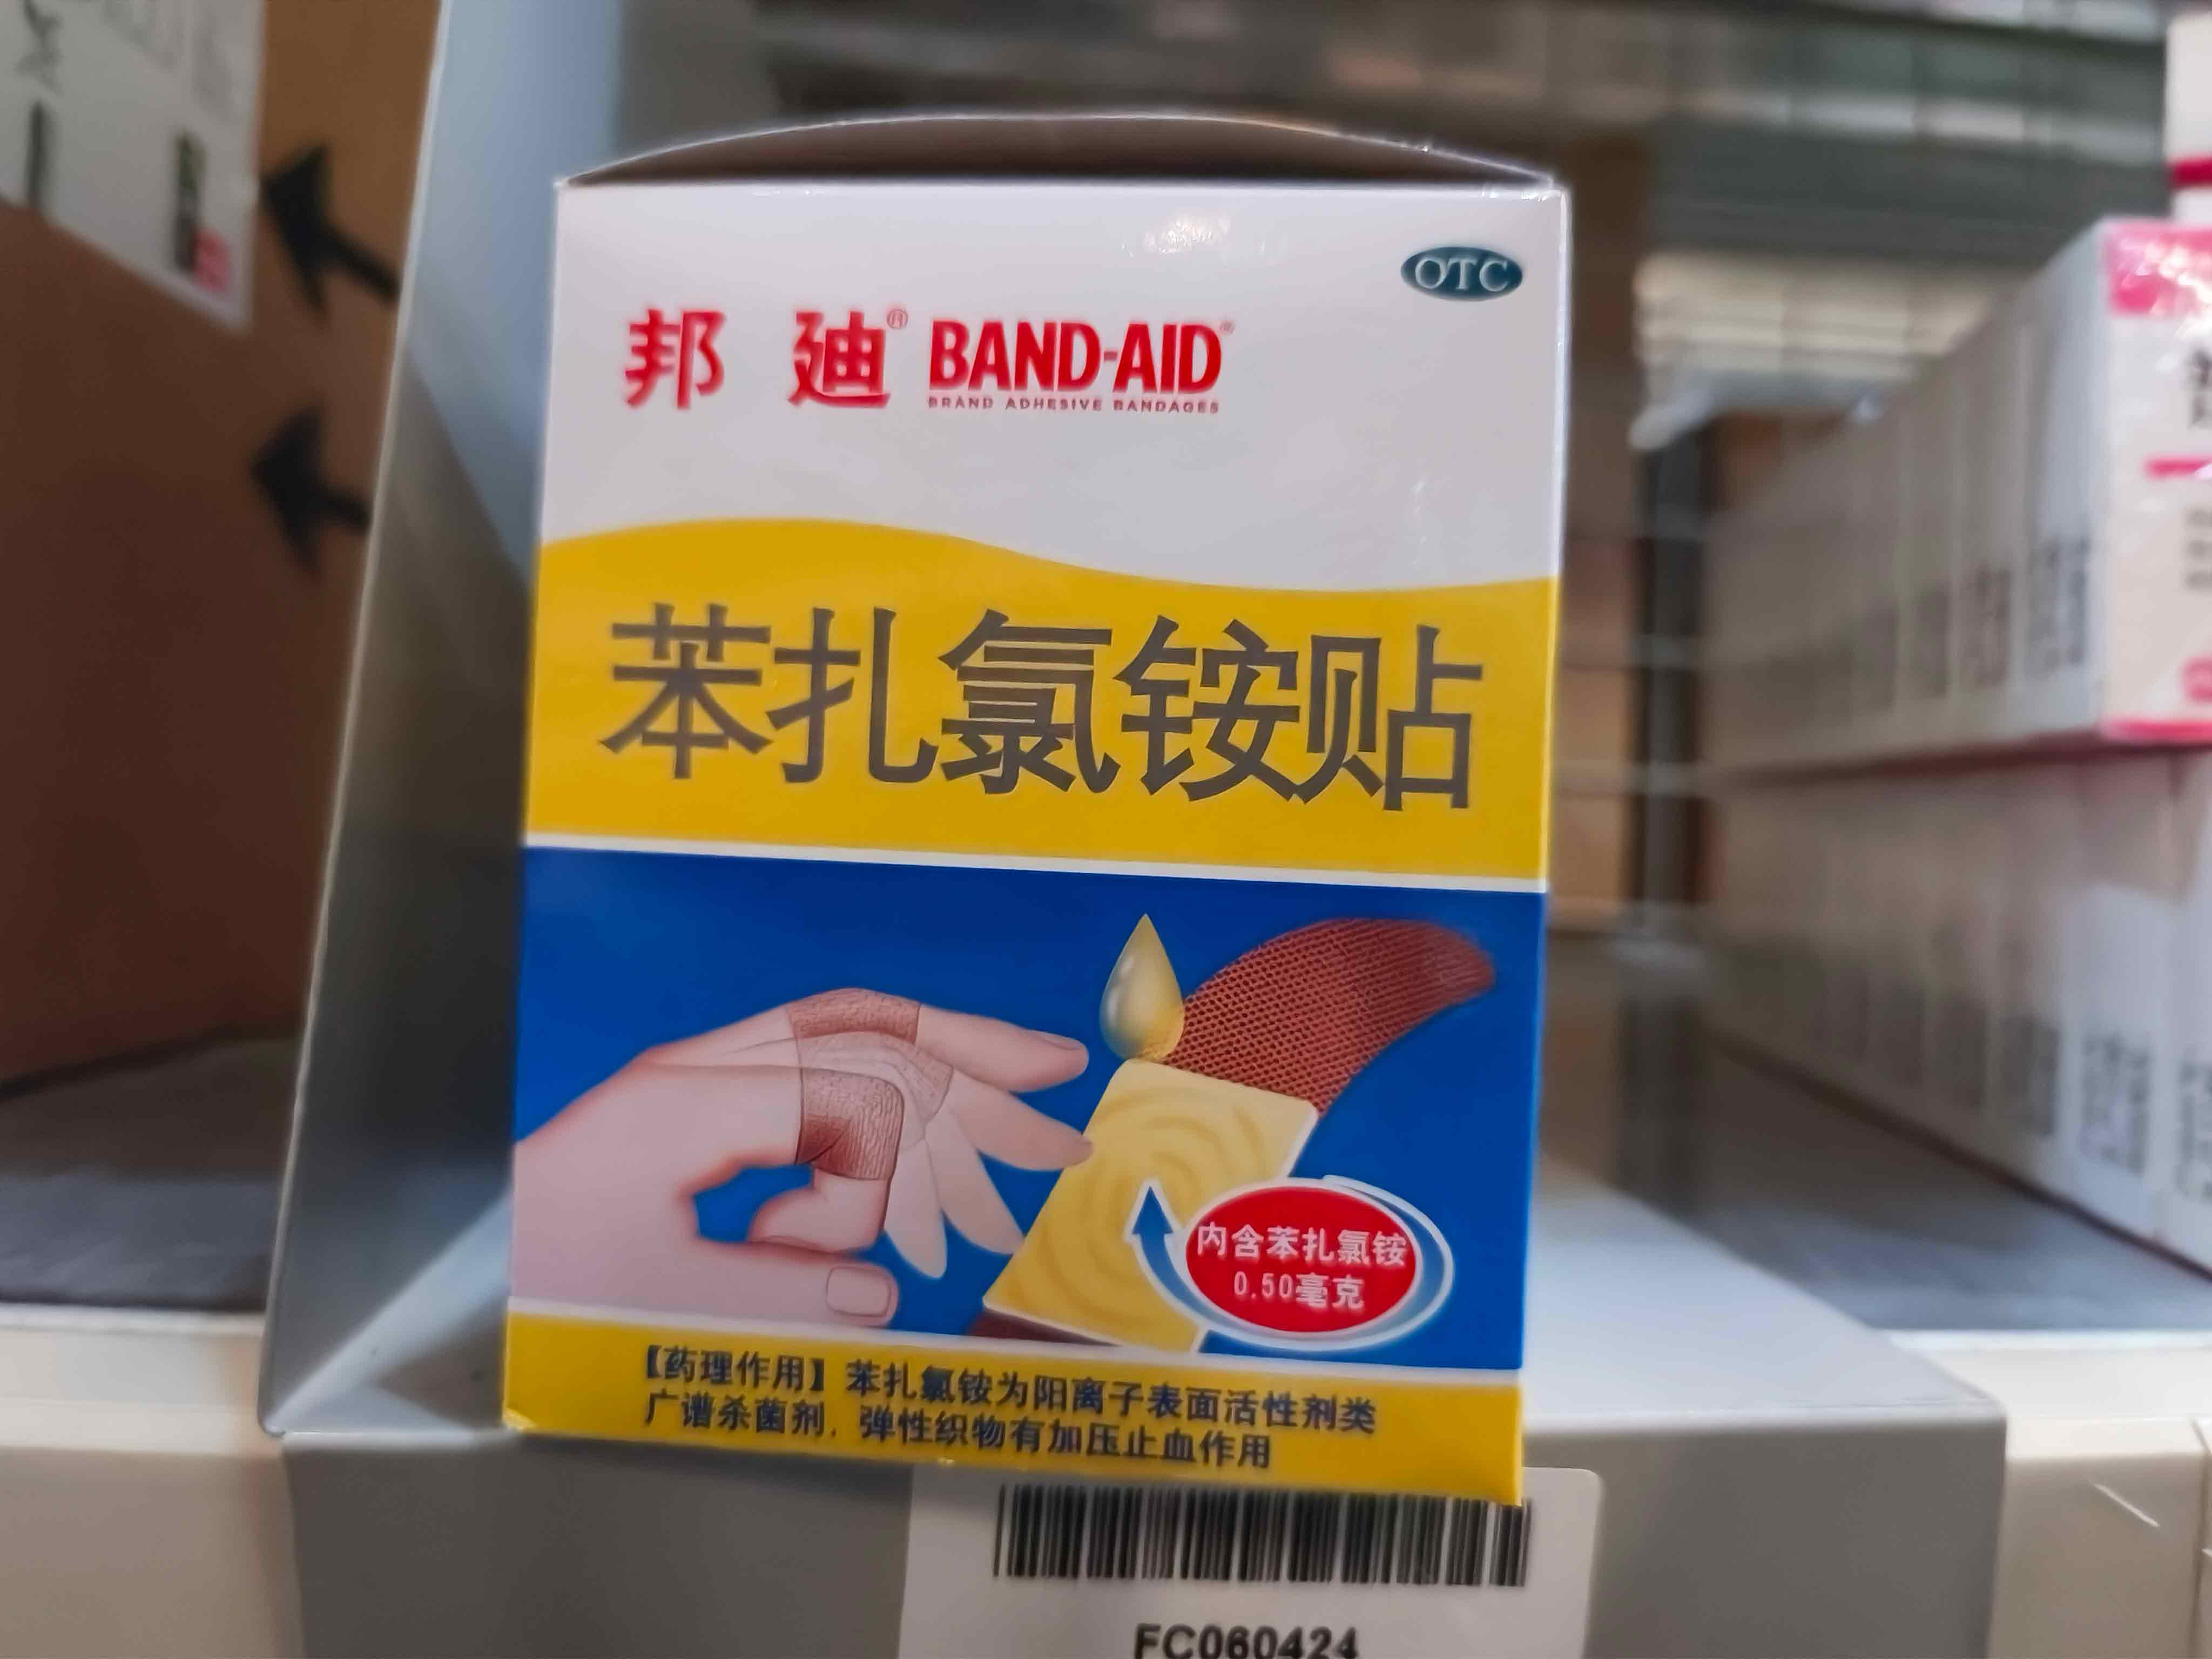 OTC
邦廸® BAND-AID®
BRAND ADHESIVE BANDAGES
苯扎氯铵贴
内含苯扎氯铵
0.50毫克
【药理作用】苯扎氯铵为阳离子表面活性剂类
广谱杀菌剂，弹性织物有加压止血作用
FC060424